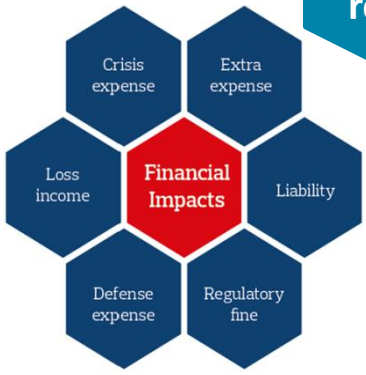 Crisis
expense
Extra
expense
Loss
income
Financial
Impacts
Liability
Defense
expense
Regulatory
fine